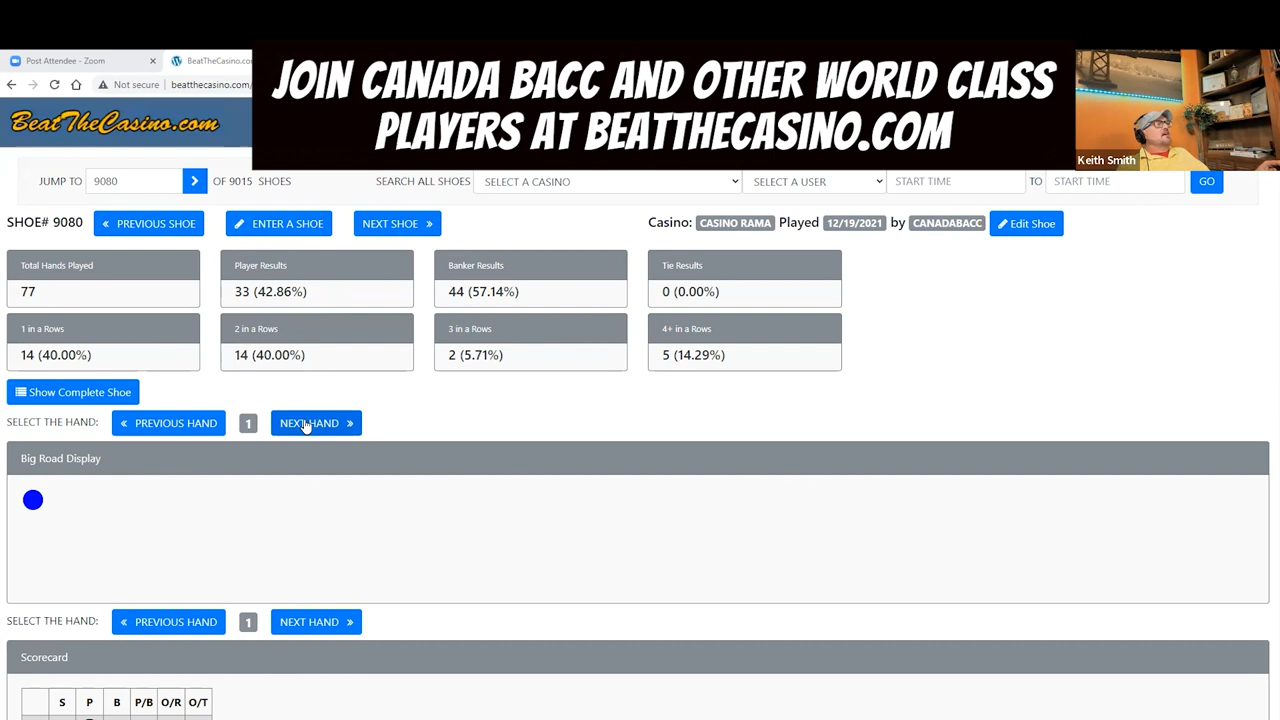 Post Attendee - Zoom
BeatTheCasino.co
JOIN CANADA BACC AND OTHER WORLD CLASS
PLAYERS AT BEATTHECASINO.COM
Not secure
beatthecasino.com/
BeatTheCasino.com
Keith Smith
JUMP TO 9080 OF 9015 SHOES SEARCH ALL SHOES SELECT A CASINO SELECT A USER START TIME TO START TIME GO
SHOE# 9080 « PREVIOUS SHOE ENTER A SHOE NEXT SHOE » Casino: CASINO RAMA Played 12/19/2021 by CANADABACC Edit Shoe
Total Hands Played Player Results Banker Results Tie Results
77 33 (42.86%) 44 (57.14%) 0 (0.00%)
1 in a Rows 2 in a Rows 3 in a Rows 4+ in a Rows
14 (40.00%) 14 (40.00%) 2 (5.71%) 5 (14.29%)
Show Complete Shoe
SELECT THE HAND: « PREVIOUS HAND 1 NEXT HAND »
Big Road Display
SELECT THE HAND: « PREVIOUS HAND 1 NEXT HAND »
Scorecard
S P B P/B O/R O/T